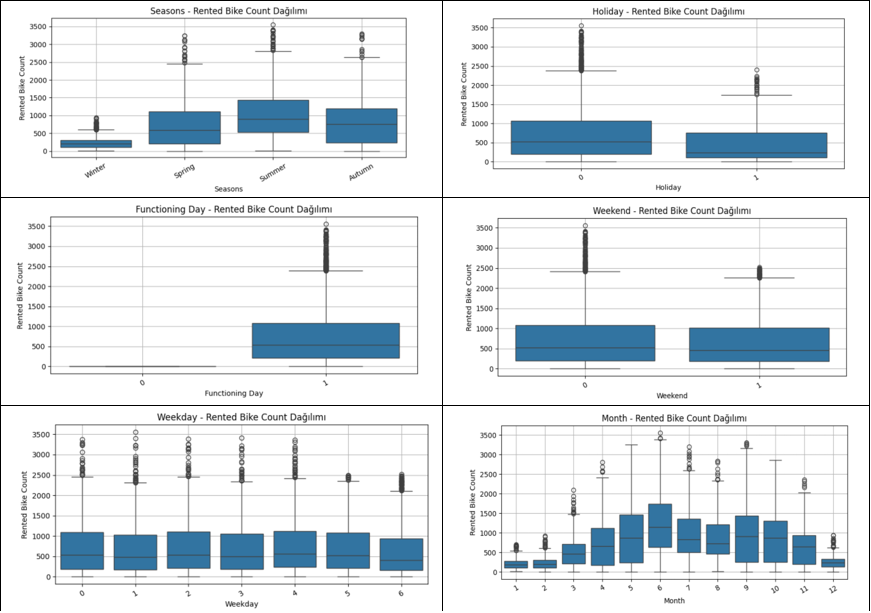 Seasons - Rented Bike Count Dağılımı
3500
3000
2500
2000
1500
1000
500
0
Rented Bike Count
Winter
Spring
Summer
Autumn
Seasons
Holiday - Rented Bike Count Dağılımı
3500
3000
2500
2000
1500
1000
500
0
Rented Bike Count
0
1
Holiday
Functioning Day - Rented Bike Count Dağılımı
3500
3000
2500
2000
1500
1000
500
0
Rented Bike Count
0
1
Functioning Day
Weekend - Rented Bike Count Dağılımı
3500
3000
2500
2000
1500
1000
500
0
Rented Bike Count
0
1
Weekend
Weekday - Rented Bike Count Dağılımı
3500
3000
2500
2000
1500
1000
500
0
Rented Bike Count
0 1 2 3 4 5 6
Weekday
Month - Rented Bike Count Dağılımı
3500
3000
2500
2000
1500
1000
500
0
Rented Bike Count
1 2 3 4 5 6 7 8 9 10 11 12
Month